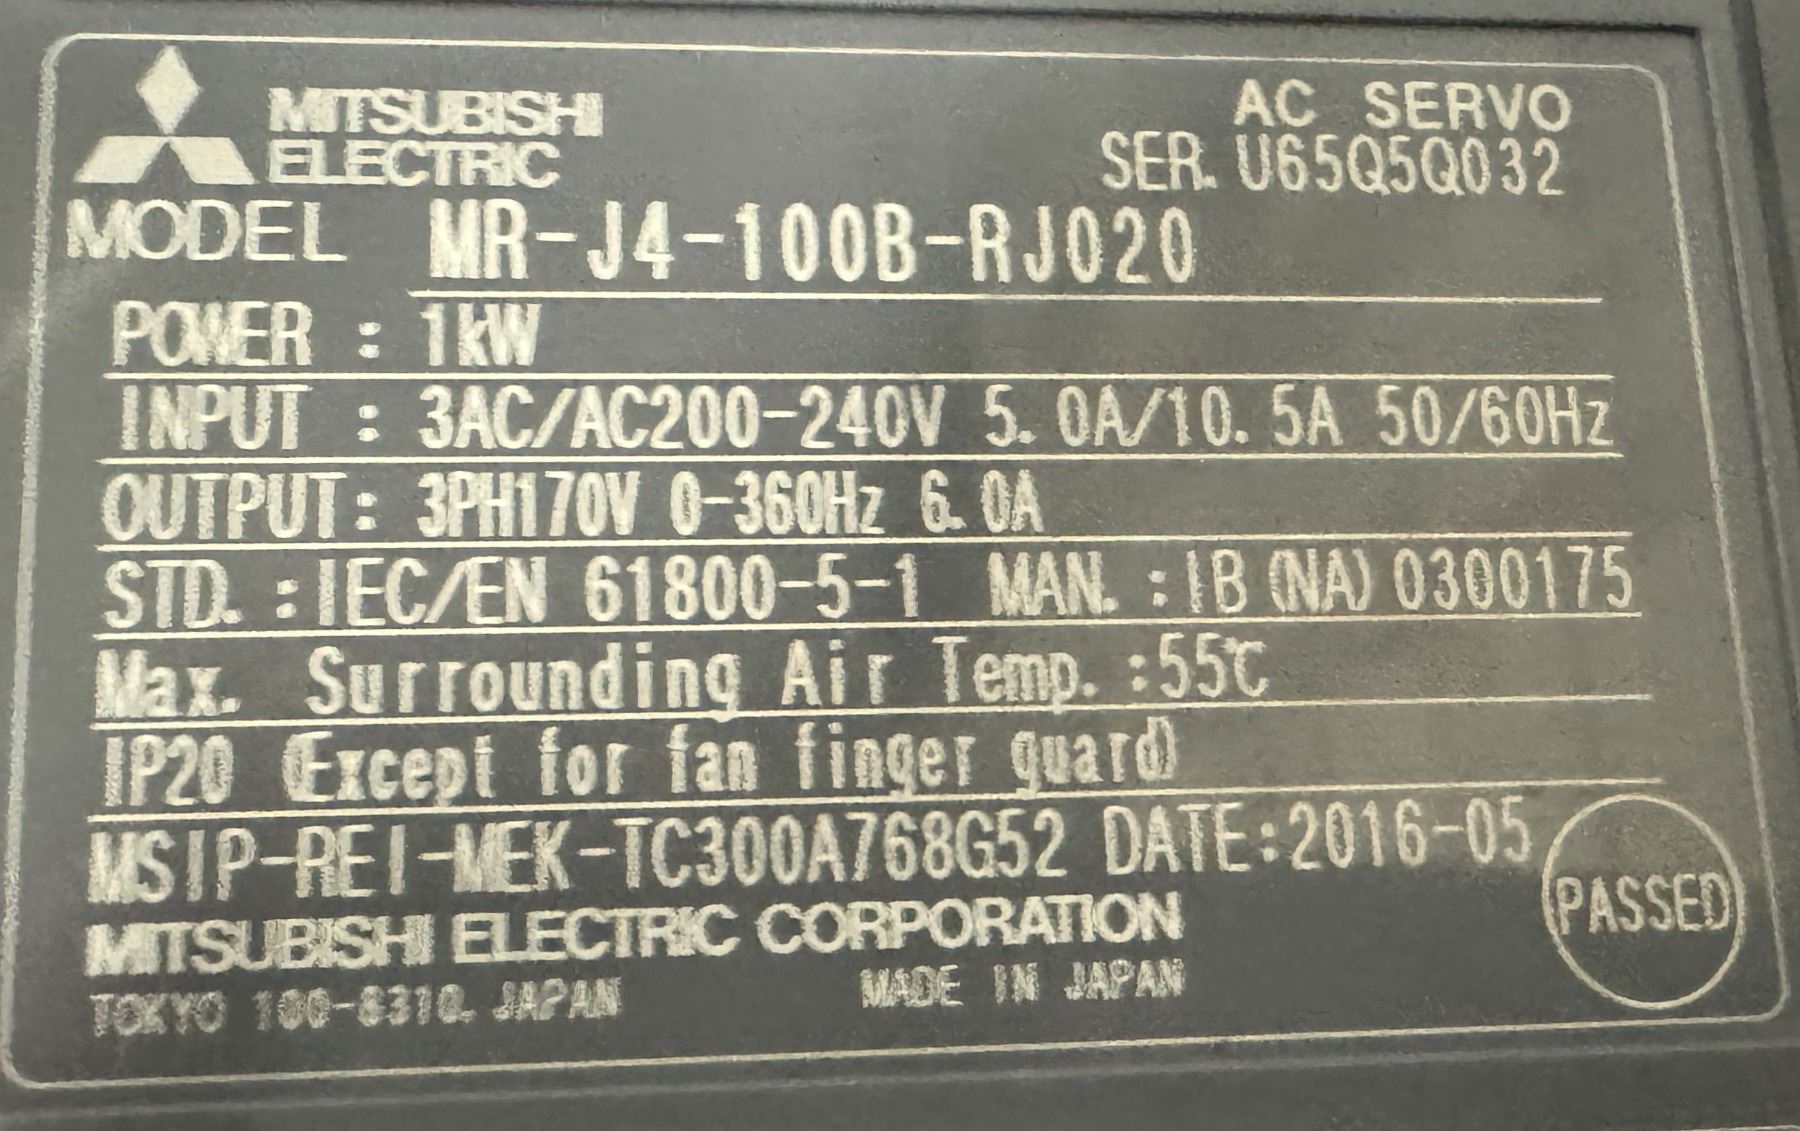 MITSUBISHI
ELECTRIC
AC SERVO
SER. U65Q5Q032
MODEL MR-J4-100B-RJ020
POWER : 1kW
INPUT : 3AC/AC200-240V 5.0A/10.5A 50/60Hz
OUTPUT: 3PH170V 0-360Hz 6.0A
STD. :IEC/EN 61800-5-1 MAN. :IB(NA)0300175
Max. Surrounding Air Temp. :55℃
IP20 (Except for fan finger guard)
MSIP-REI-MEK-TC300A768G52 DATE:2016-05
PASSED
MITSUBISHI ELECTRIC CORPORATION
TOKYO 100-8310, JAPAN MADE IN JAPAN